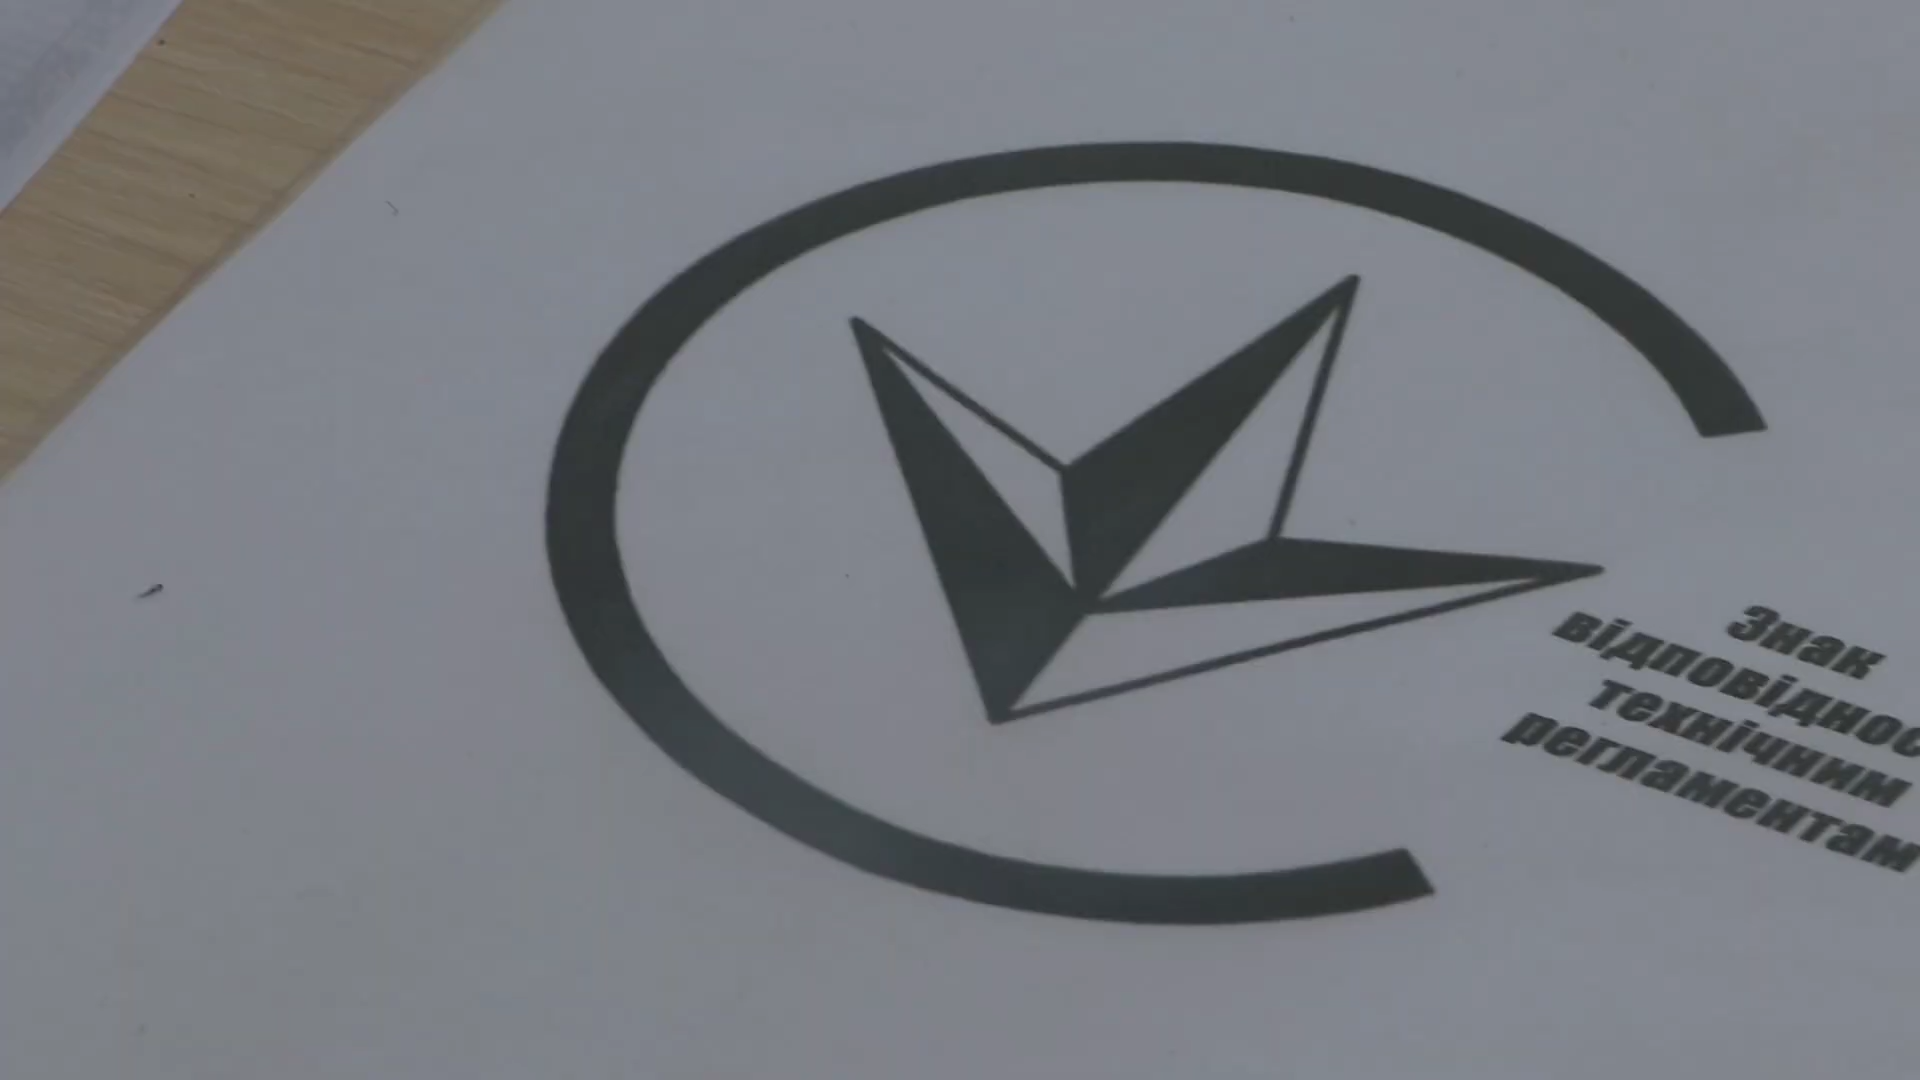 Знак
відповіднос
технічним
регламентам